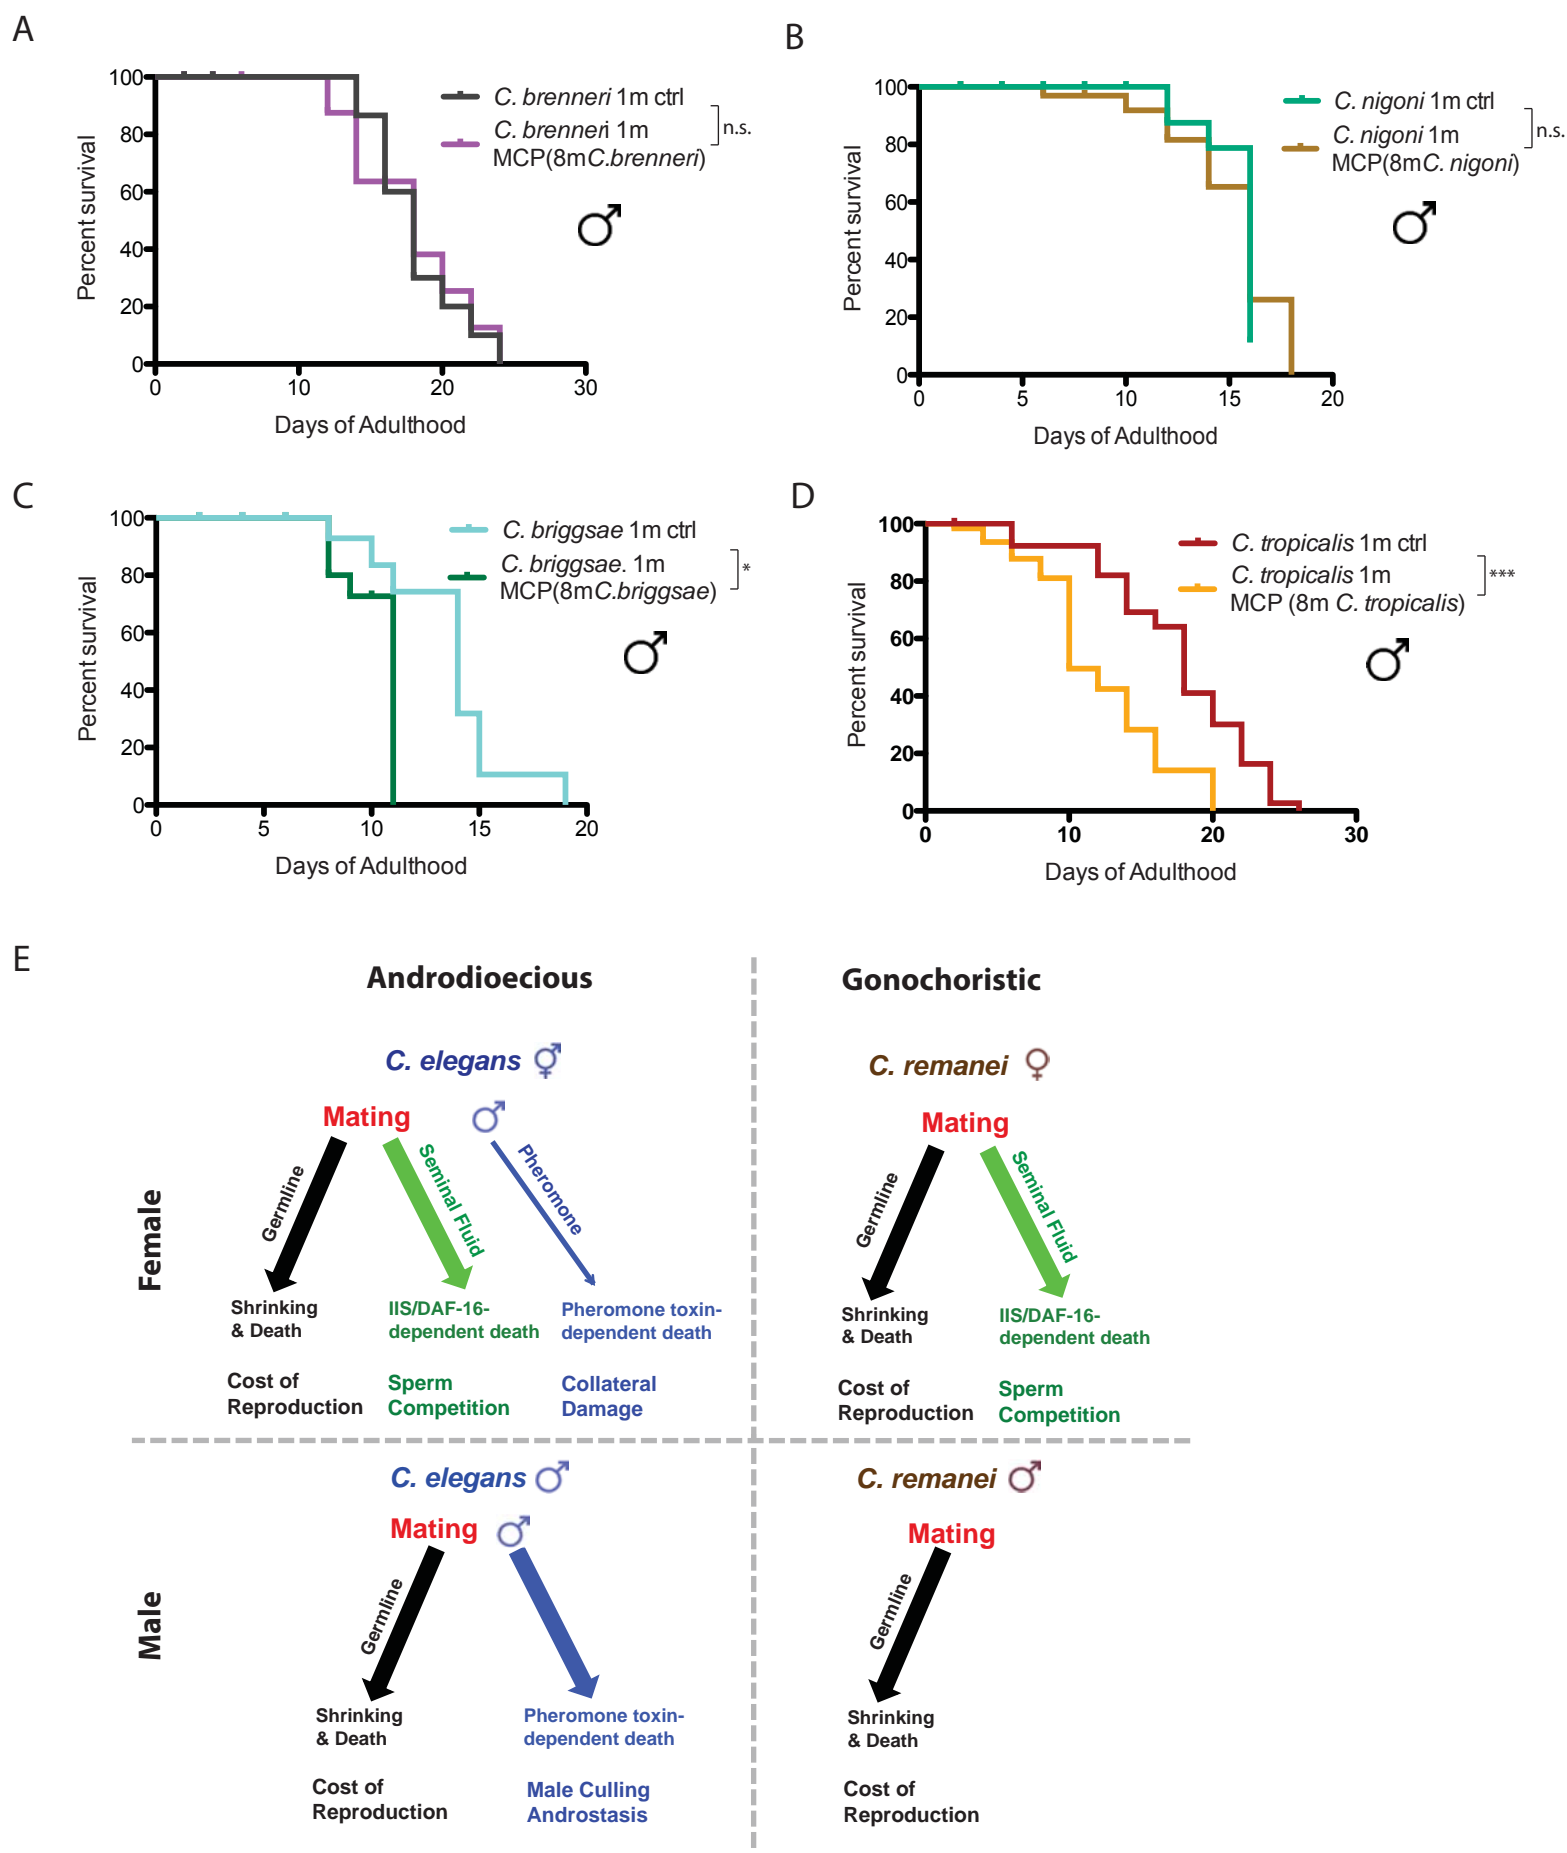 A
100
80
60
40
20
0
0
10
20
30
Percent survival
Days of Adulthood
C. brenneri 1m ctrl
C. brenneri 1m
MCP(8mC.brenneri)
n.s.
B
100
80
60
40
20
0
0
5
10
15
20
Percent survival
Days of Adulthood
C. nigoni 1m ctrl
C. nigoni 1m
MCP(8mC. nigoni)
n.s.
C
100
80
60
40
20
0
0
5
10
15
20
Percent survival
Days of Adulthood
C. briggsae 1m ctrl
C. briggsae. 1m
MCP(8mC.briggsae)
*
D
100
80
60
40
20
0
0
10
20
30
Percent survival
Days of Adulthood
C. tropicalis 1m ctrl
C. tropicalis 1m
MCP (8m C. tropicalis)
***
E
Androdioecious
Gonochoristic
Female
C. elegans
Mating
Germline
Seminal Fluid
Pheromone
Shrinking
& Death
IIS/DAF-16-
dependent death
Pheromone toxin-
dependent death
Cost of
Reproduction
Sperm
Competition
Collateral
Damage
C. remanei
Mating
Germline
Seminal Fluid
Shrinking
& Death
IIS/DAF-16-
dependent death
Cost of
Reproduction
Sperm
Competition
Male
C. elegans
Mating
Germline
Shrinking
& Death
Pheromone toxin-
dependent death
Cost of
Reproduction
Male Culling
Androstasis
C. remanei
Mating
Germline
Shrinking
& Death
Cost of
Reproduction